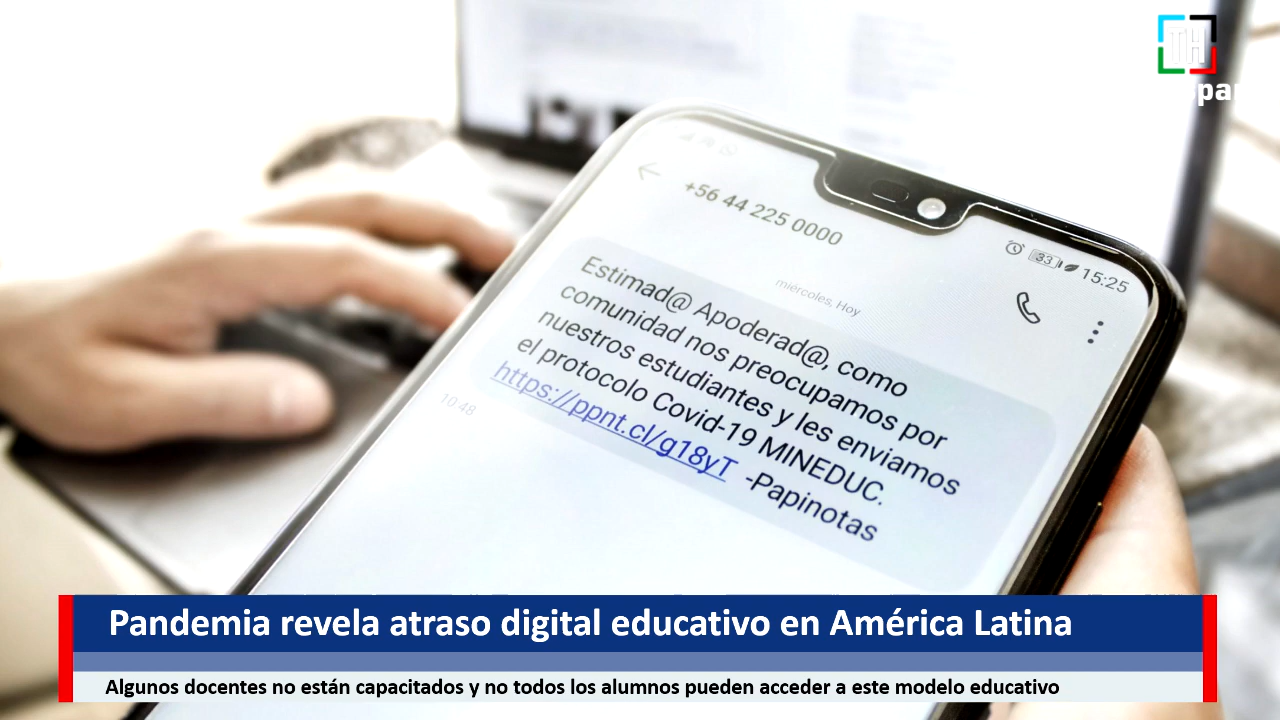 TH
+56 44 225 0000
33
15:25
miércoles, Hoy
Estimad@ Apoderad@, como
comunidad nos preocupamos por
nuestros estudiantes y les enviamos
el protocolo Covid-19 MINEDUC.
https://ppnt.cl/g18yT -Papinotas
10:48
Pandemia revela atraso digital educativo en América Latina
Algunos docentes no están capacitados y no todos los alumnos pueden acceder a este modelo educativo